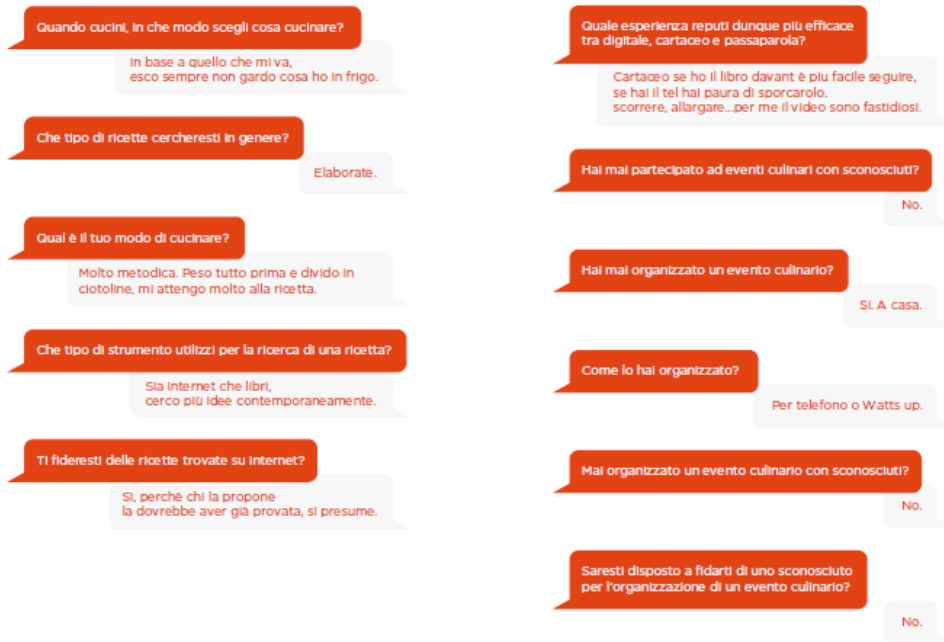 Quando cucini, in che modo scegli cosa cucinare?
In base a quello che mi va,
esco sempre non gardo cosa ho in frigo.
Che tipo di ricette cercheresti in genere?
Elaborate.
Qual è il tuo modo di cucinare?
Molto metodica. Peso tutto prima e divido in
ciotoline, mi attengo molto alla ricetta.
Che tipo di strumento utilizzi per la ricerca di una ricetta?
Sia internet che libri,
cerco più idee contemporaneamente.
Ti fideresti delle ricette trovate su internet?
Sì, perchè chi la propone
la dovrebbe aver già provata, si presume.
Quale esperienza reputi dunque più efficace
tra digitale, cartaceo e passaparola?
Cartaceo se ho il libro davant è piu facile seguire,
se hai il tel hai paura di sporcarolo.
scorrere, allargare...per me il video sono fastidiosi.
Hai mai partecipato ad eventi culinari con sconosciuti?
No.
Hai mai organizzato un evento culinario?
Si. A casa.
Come lo hai organizzato?
Per telefono o Watts up.
Mai organizzato un evento culinario con sconosciuti?
No.
Saresti disposto a fidarti di uno sconosciuto
per l'organizzazione di un evento culinario?
No.